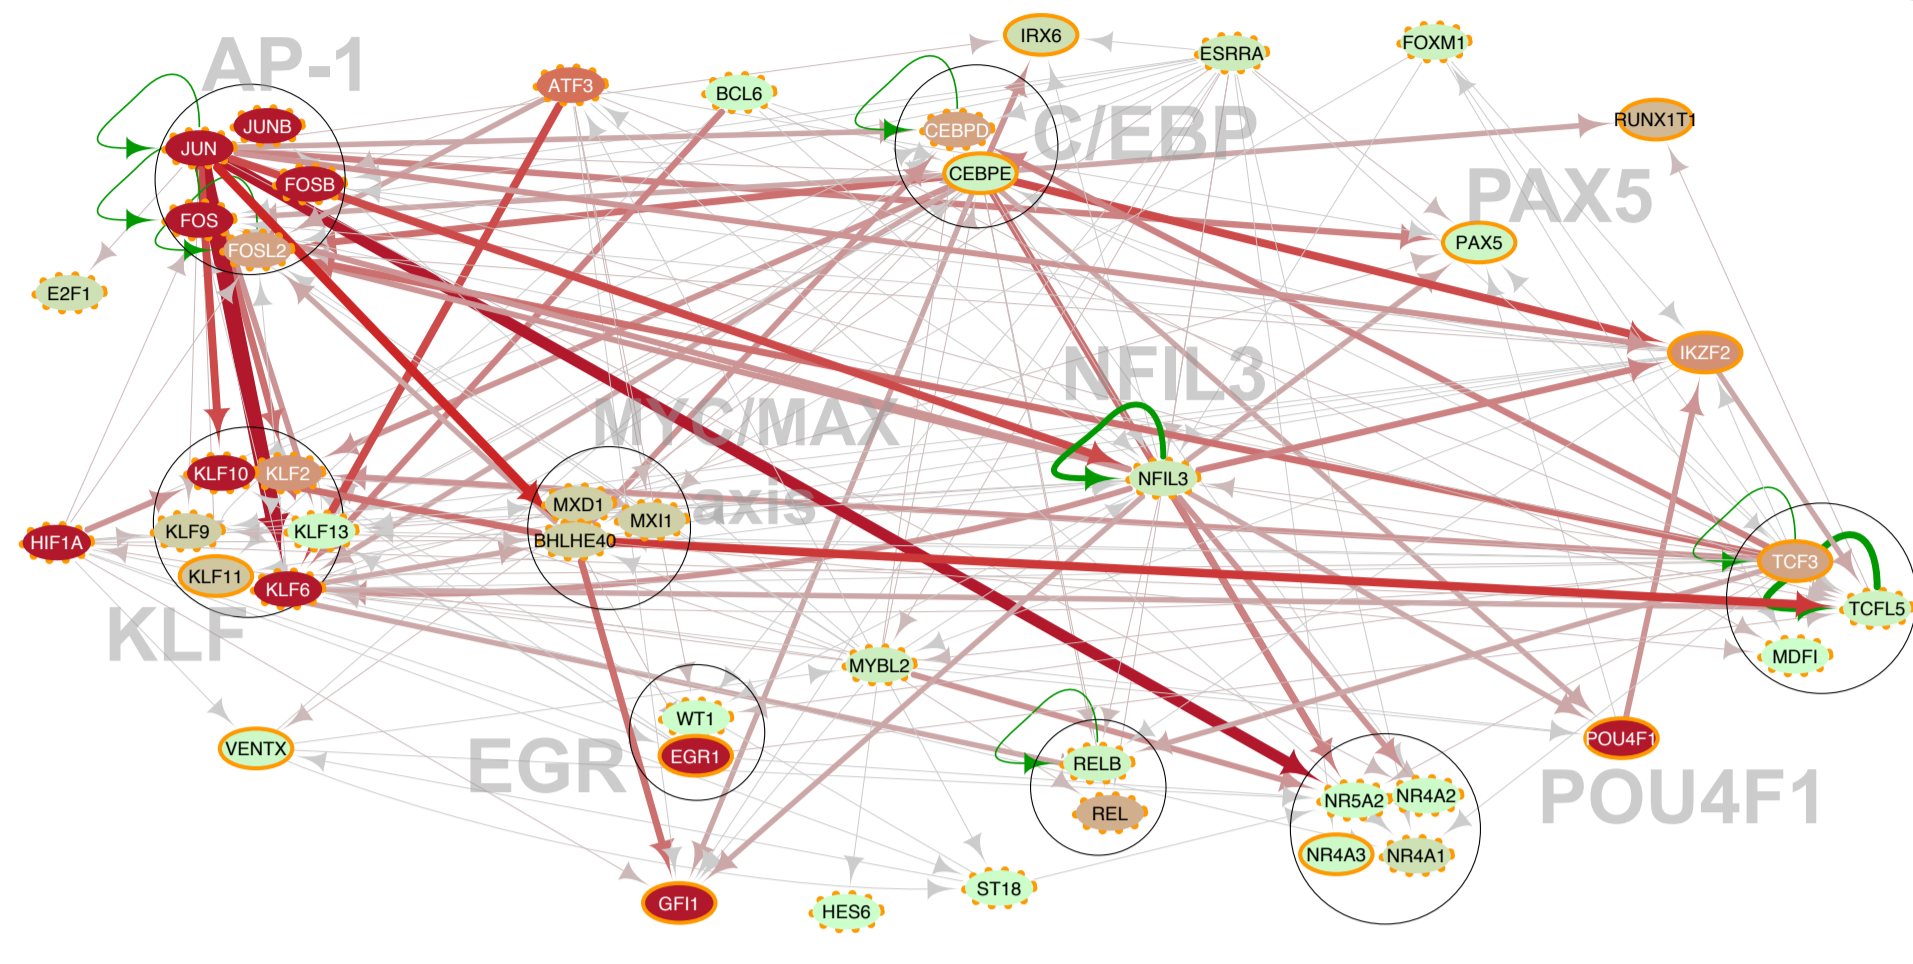 AP-1
IRX6
ESRRA
FOXM1
ATF3
BCL6
JUNB
JUN
CEBPD
C/EBP
RUNX1T1
CEBPE
FOSB
PAX5
FOS
FOSL2
PAX5
E2F1
IKZF2
NFIL3
MYC/MAX
axis
KLF10
KLF2
NFIL3
MXD1
MXI1
KLF9
KLF13
HIF1A
BHLHE40
TCF3
KLF11
KLF6
TCFL5
KLF
MDFI
MYBL2
WT1
VENTX
EGR1
EGR
RELB
POU4F1
POU4F1
NR5A2
NR4A2
REL
NR4A3
NR4A1
ST18
GFI1
HES6